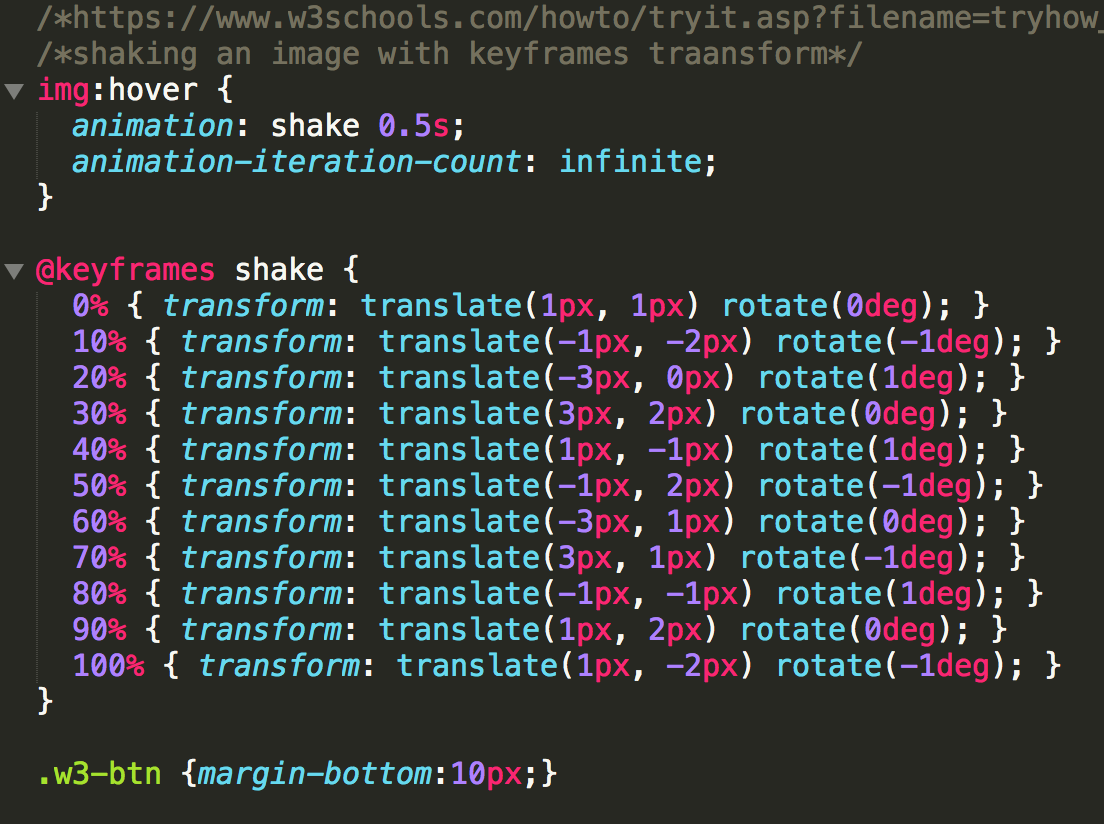 /*https://www.w3schools.com/howto/tryit.asp?filename=tryhow_
/*shaking an image with keyframes traansform*/
img:hover {
  animation: shake 0.5s;
  animation-iteration-count: infinite;
}
@keyframes shake {
  0% { transform: translate(1px, 1px) rotate(0deg); }
  10% { transform: translate(-1px, -2px) rotate(-1deg); }
  20% { transform: translate(-3px, 0px) rotate(1deg); }
  30% { transform: translate(3px, 2px) rotate(0deg); }
  40% { transform: translate(1px, -1px) rotate(1deg); }
  50% { transform: translate(-1px, 2px) rotate(-1deg); }
  60% { transform: translate(-3px, 1px) rotate(0deg); }
  70% { transform: translate(3px, 1px) rotate(-1deg); }
  80% { transform: translate(-1px, -1px) rotate(1deg); }
  90% { transform: translate(1px, 2px) rotate(0deg); }
  100% { transform: translate(1px, -2px) rotate(-1deg); }
}
.w3-btn {margin-bottom:10px;}